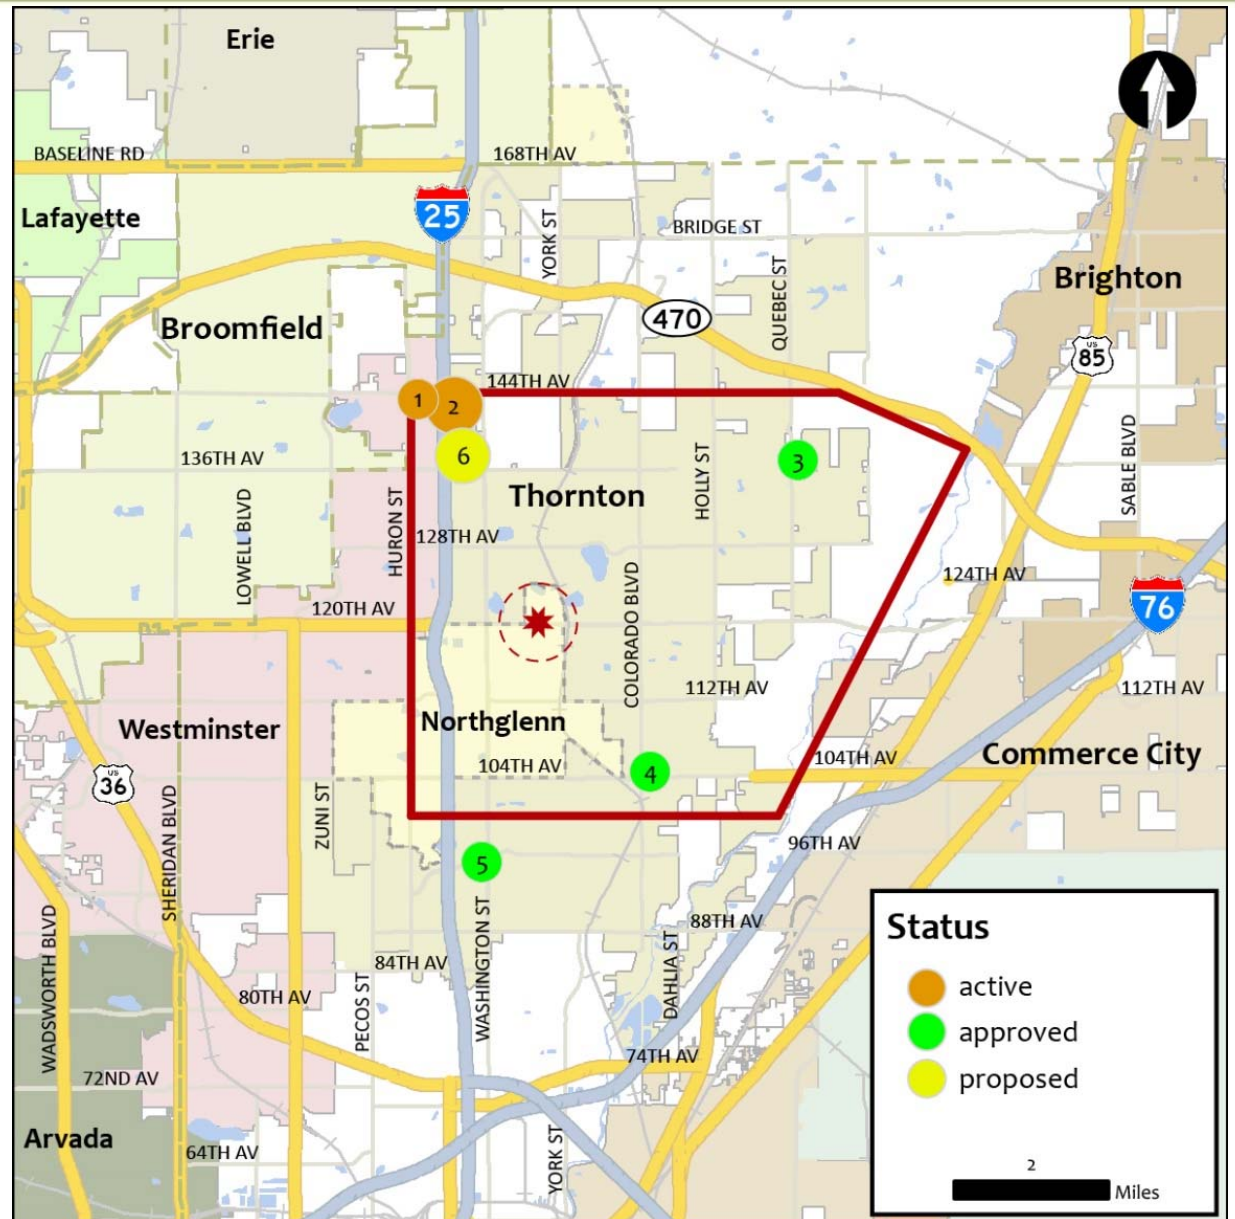 Erie
BASELINE RD
168TH AV
Lafayette
25
YORK ST
BRIDGE ST
QUEBEC ST
Brighton
Broomfield
470
US
85
144TH AV
1
2
136TH AV
6
3
SABLE BLVD
HOLLY ST
Thornton
LOWELL BLVD
HURON ST
128TH AV
124TH AV
76
120TH AV
COLORADO BLVD
112TH AV
112TH AV
Westminster
Northglenn
104TH AV
104TH AV
Commerce City
US
36
4
ZUNI ST
SHERIDAN BLVD
96TH AV
5
WADSWORTH BLVD
WASHINGTON ST
88TH AV
DAHLIA ST
84TH AV
80TH AV
PECOS ST
74TH AV
72ND AV
Arvada
64TH AV
YORK ST
Status
active
approved
proposed
2
Miles